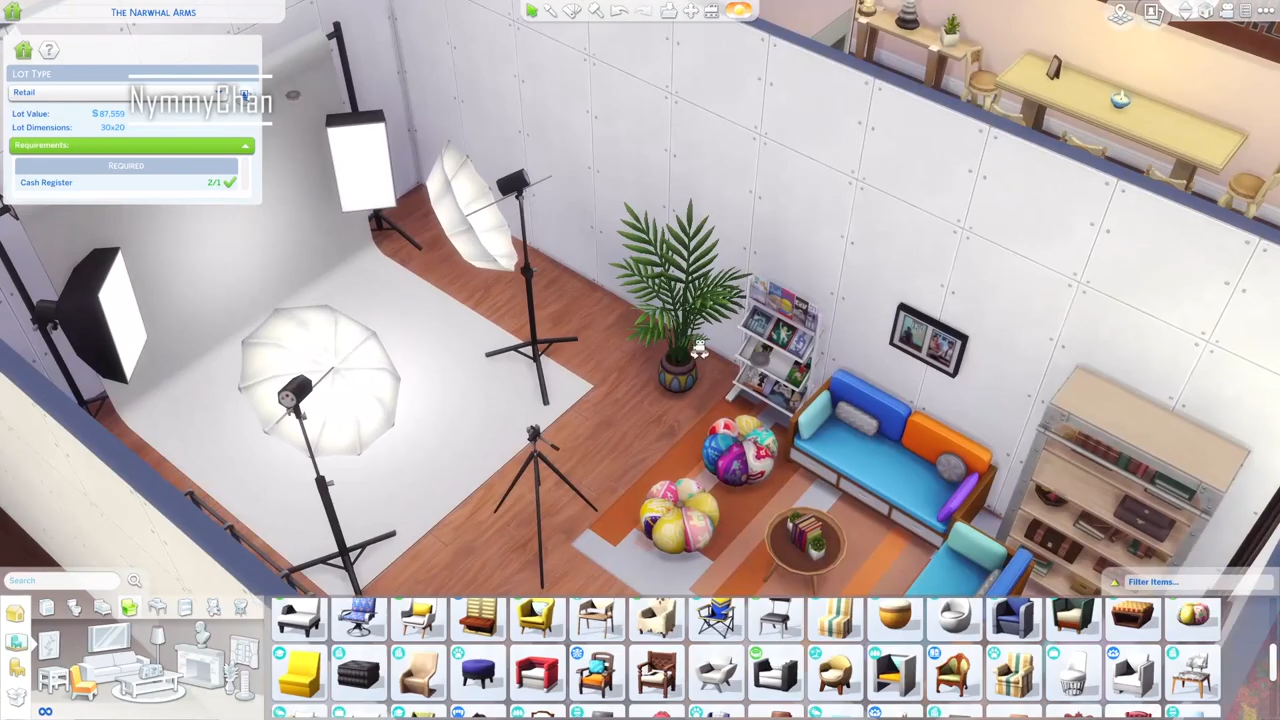 The Narwhal Arms
Lot Type
Retail
NymmyChan
Lot Value: $87,559
Lot Dimensions: 30x20
Requirements:
Required
Cash Register 2/1
Search
Filter Items...